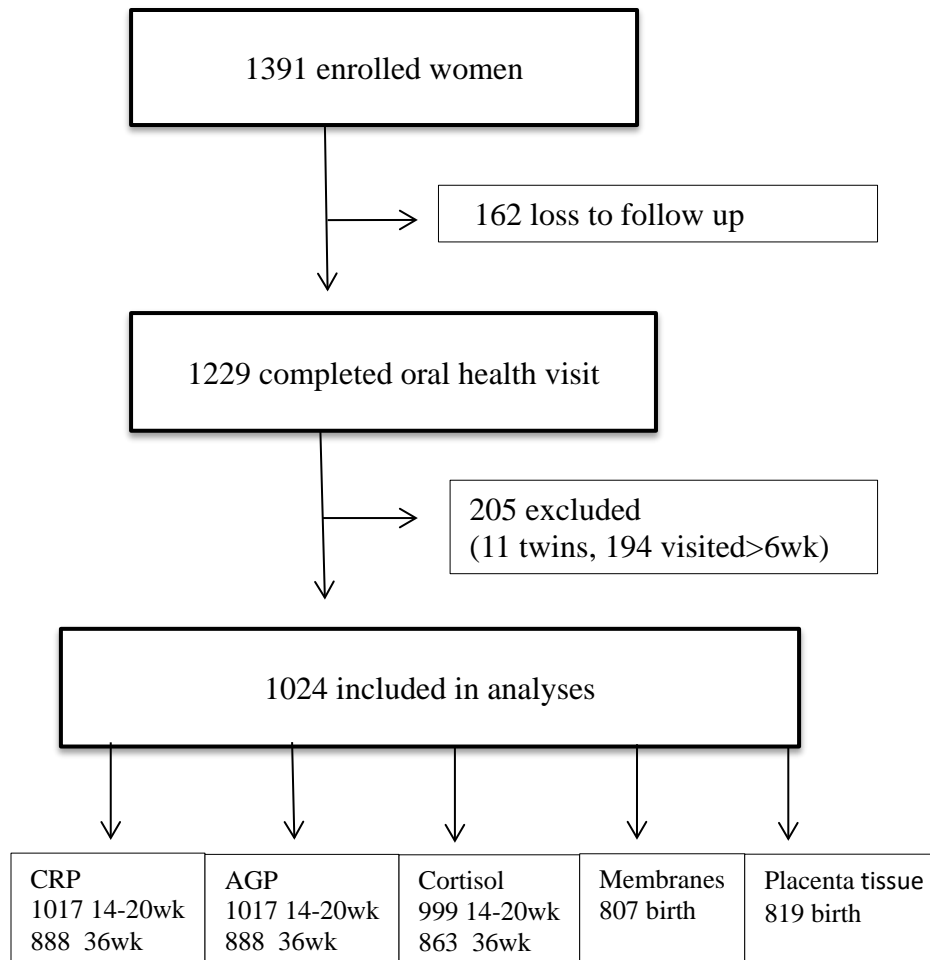 1391 enrolled women
162 loss to follow up
1229 completed oral health visit
205 excluded
(11 twins, 194 visited>6wk)
1024 included in analyses
CRP
1017 14-20wk
888 36wk
AGP
1017 14-20wk
888 36wk
Cortisol
999 14-20wk
863 36wk
Membranes
807 birth
Placenta tissue
819 birth